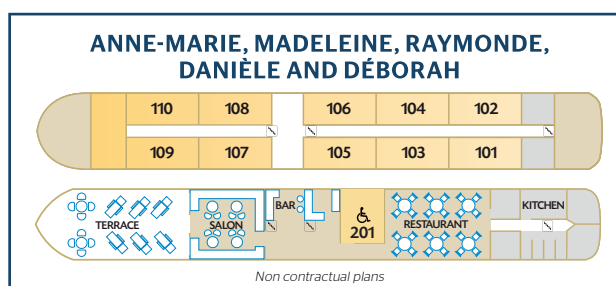 ANNE-MARIE, MADELEINE, RAYMONDE,
DANIÈLE AND DÉBORAH
110 108 106 104 102
109 107 105 103 101
BAR KITCHEN
TERRACE SALON 201 RESTAURANT
Non contractual plans